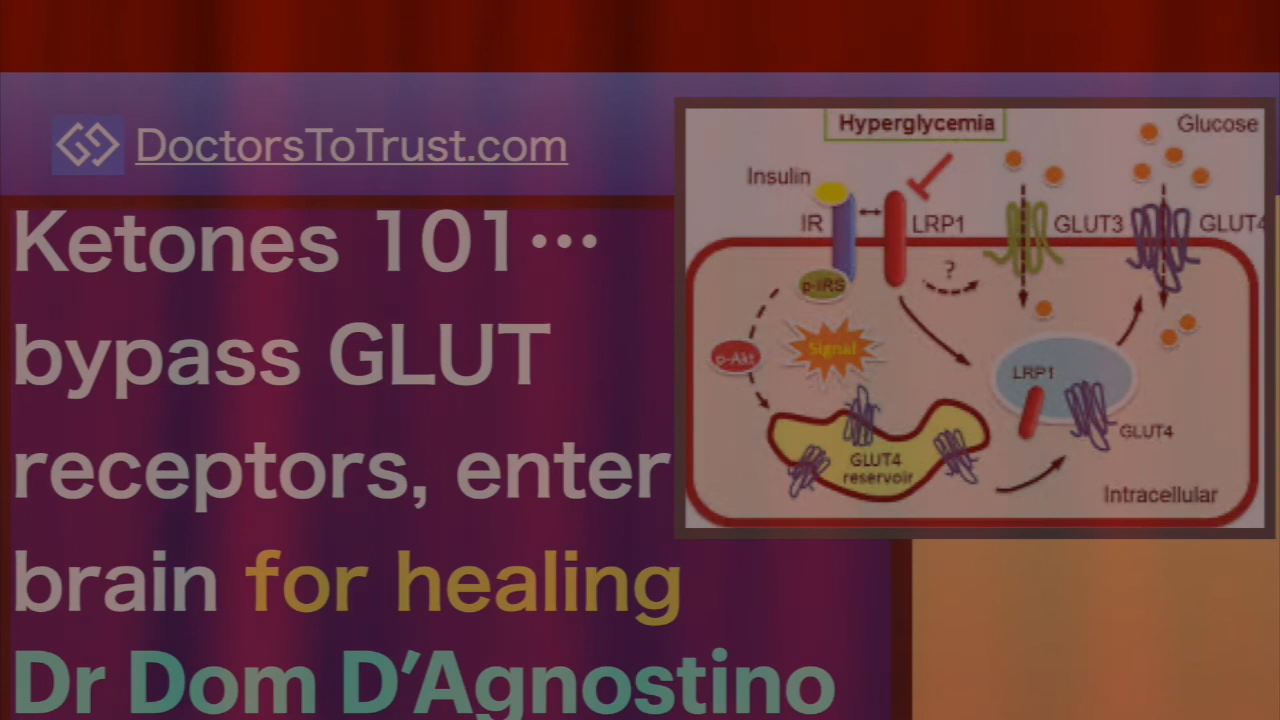 DoctorsToTrust.com
Ketones 101…
bypass GLUT
receptors, enter
brain for healing
Dr Dom D’Agnostino
Hyperglycemia
Glucose
Insulin
IR
LRP1
GLUT3
GLUT4
p-IRS
?
p-Akt
Signal
LRP1
GLUT4
GLUT4
reservoir
Intracellular